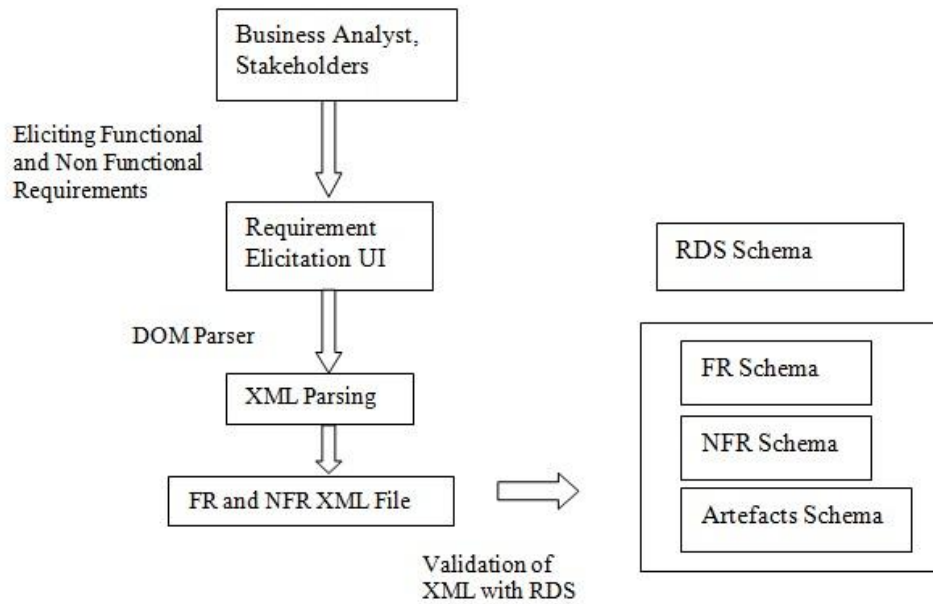 Business Analyst,
Stakeholders
Eliciting Functional
and Non Functional
Requirements
Requirement
Elicitation UI
DOM Parser
XML Parsing
FR and NFR XML File
Validation of
XML with RDS
RDS Schema
FR Schema
NFR Schema
Artefacts Schema